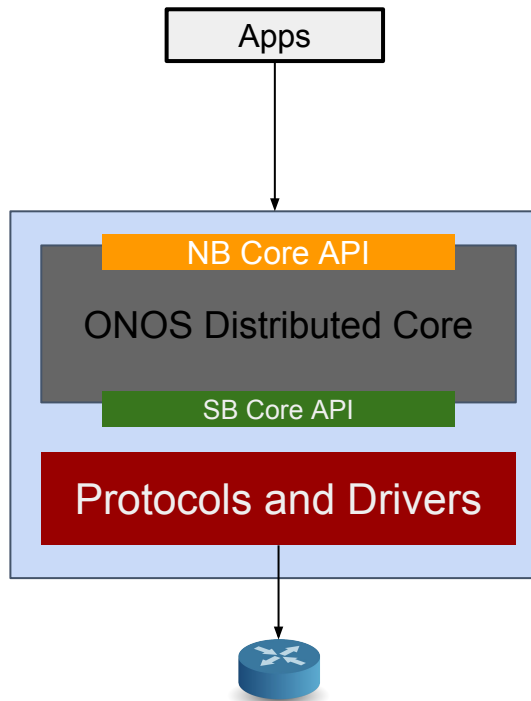 Apps
NB Core API
ONOS Distributed Core
SB Core API
Protocols and Drivers